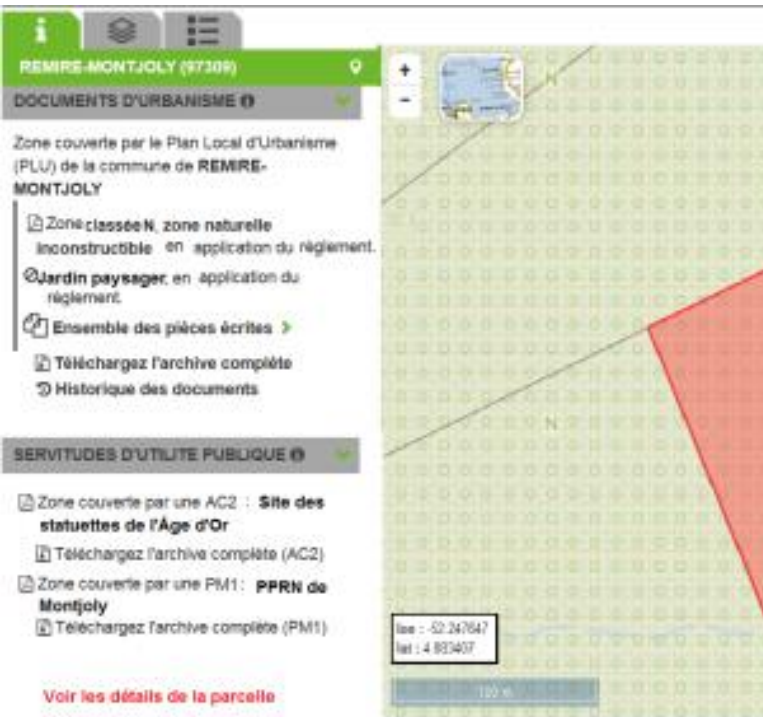 REMIRE-MONTJOLY (97309)
DOCUMENTS D'URBANISME
Zone couverte par le Plan Local d'Urbanisme
(PLU) de la commune de REMIRE-
MONTJOLY
Zone classée N, zone naturelle
inconstructible en application du règlement.
Jardin paysager, en application du
règlement.
Ensemble des pièces écrites >
Téléchargez l'archive complète
Historique des documents
SERVITUDES D'UTILITE PUBLIQUE
Zone couverte par une AC2 : Site des
statuettes de l'Âge d'Or
Téléchargez l'archive complète (AC2)
Zone couverte par une PM1: PPRN de
Montjoly
Téléchargez l'archive complète (PM1)
Voir les détails de la parcelle
+
-
N
N
lon : -52.247647
lat : 4.883407
100 m